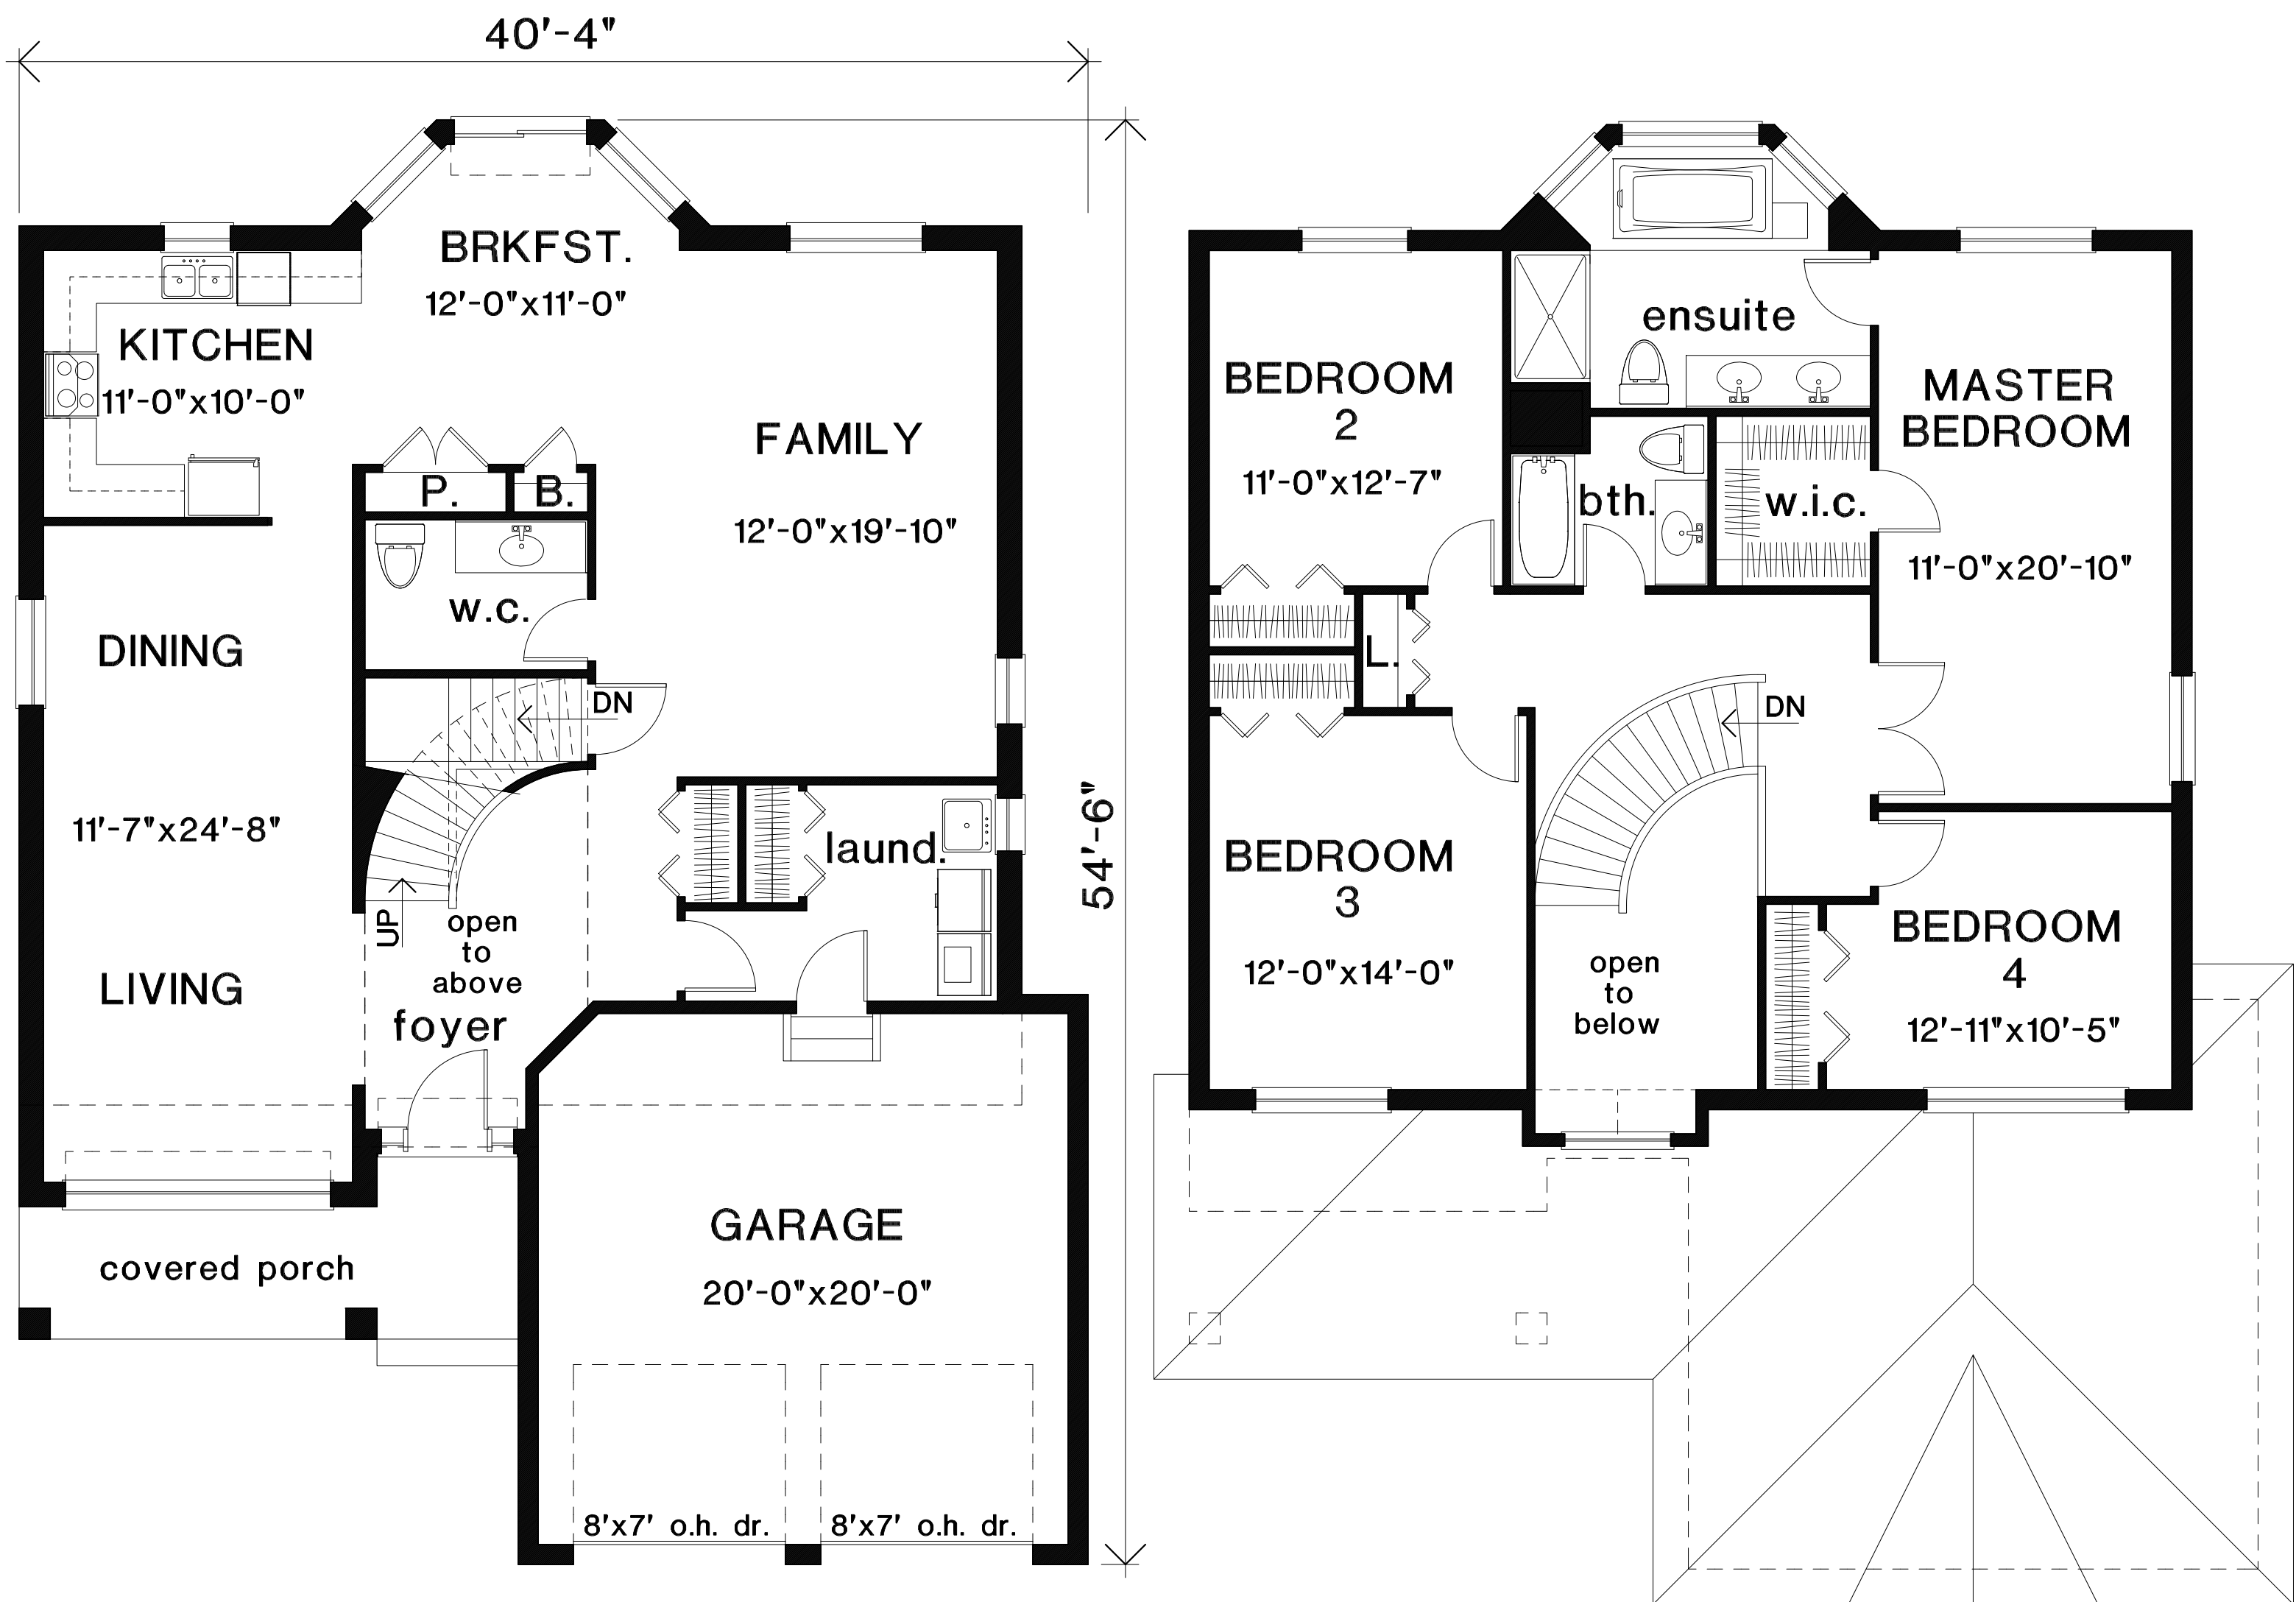 40'-4"
BRKFST.
12'-0"x11'-0"
KITCHEN
11'-0"x10'-0"
FAMILY
12'-0"x19'-10"
P.
B.
w.c.
DINING
DN
11'-7"x24'-8"
LIVING
UP
open
to
above
foyer
laund.
54'-6"
GARAGE
20'-0"x20'-0"
covered porch
8'x7' o.h. dr.
8'x7' o.h. dr.
ensuite
BEDROOM
2
11'-0"x12'-7"
MASTER
BEDROOM
11'-0"x20'-10"
bth.
w.i.c.
L.
DN
BEDROOM
3
12'-0"x14'-0"
open
to
below
BEDROOM
4
12'-11"x10'-5"